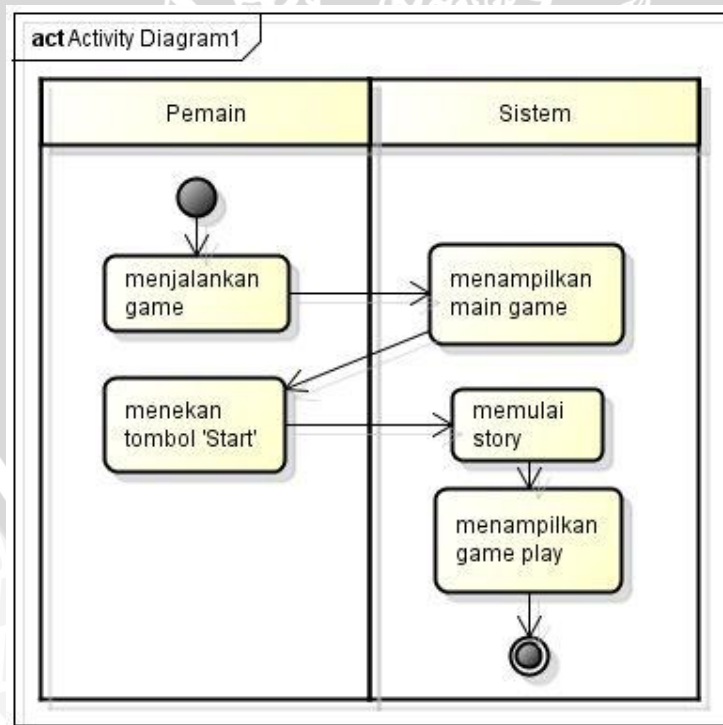 act Activity Diagram1
Pemain
Sistem
menjalankan
game
menampilkan
main game
menekan
tombol 'Start'
memulai
story
menampilkan
game play